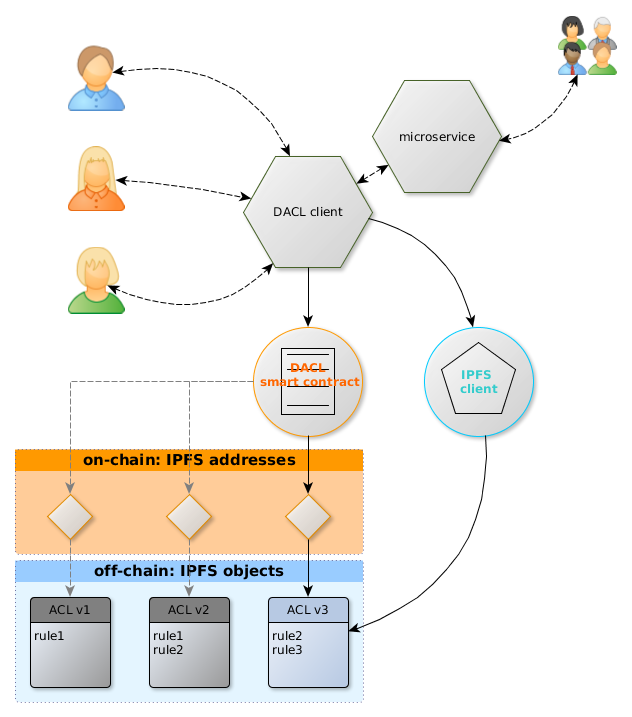 microservice
DACL client
DACL
smart contract
IPFS
client
on-chain: IPFS addresses
off-chain: IPFS objects
ACL v1
rule1
ACL v2
rule1
rule2
ACL v3
rule2
rule3